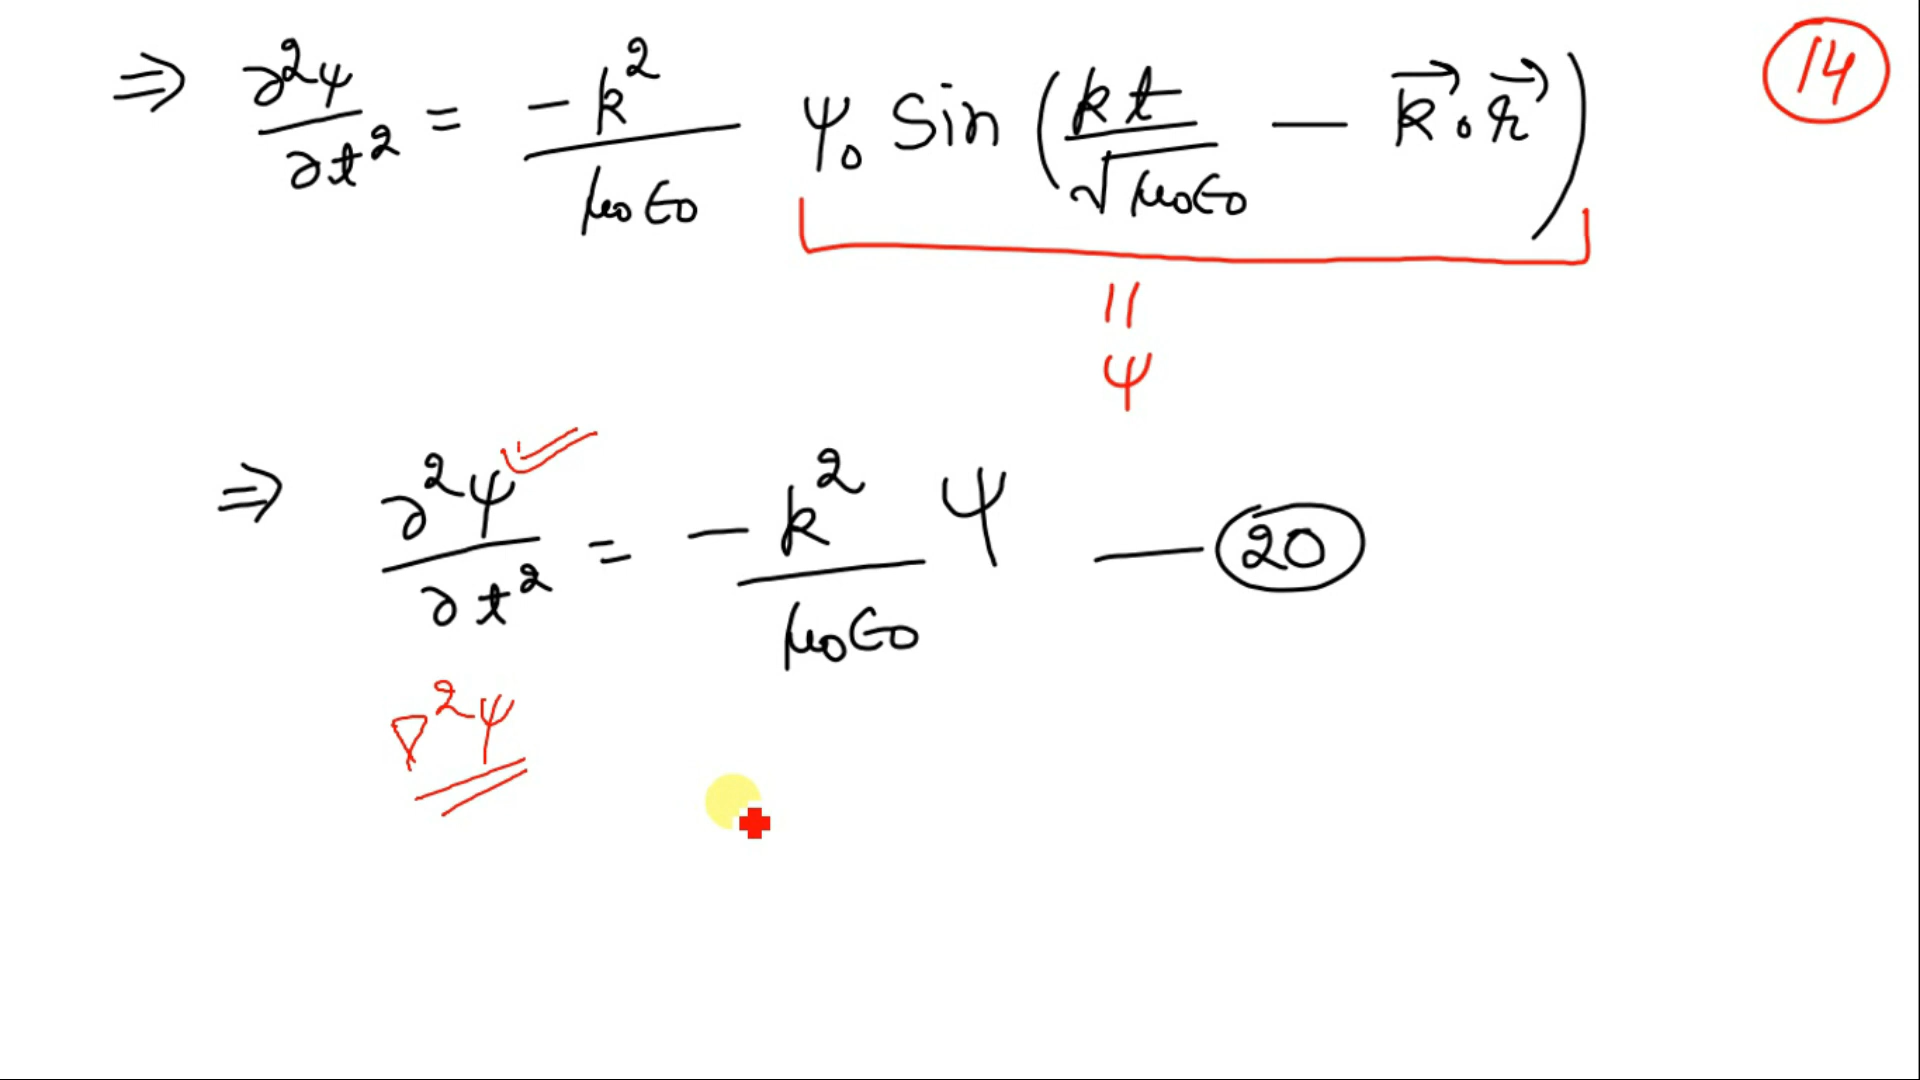 ⇒ ∂²ψ/∂t² = -k²/μ₀ϵ₀ ψ₀ Sin (kt/√μ₀ϵ₀ — k⃗.r⃗) 14
=
ψ
⇒ ∂²ψ/∂t² = -k²/μ₀ϵ₀ ψ — 20
∇²ψ